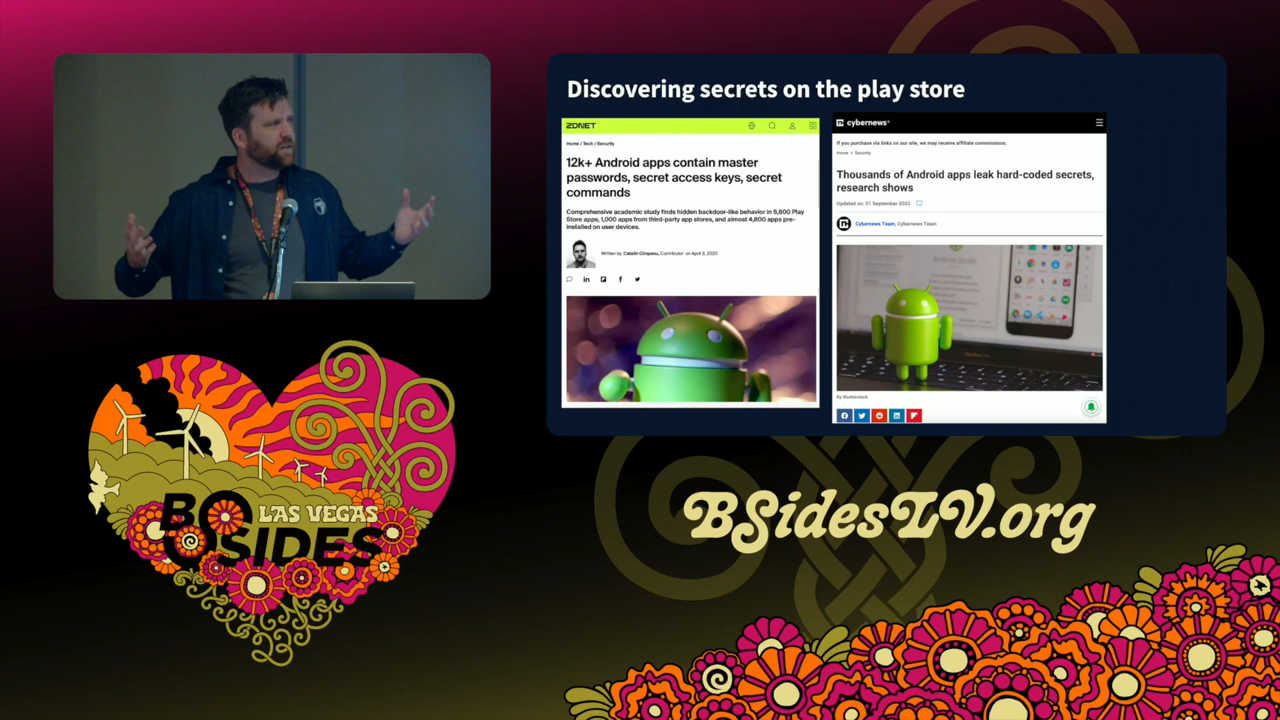 Discovering secrets on the play store
ZDNET
Home / Tech / Security
12k+ Android apps contain master
passwords, secret access keys, secret
commands
Comprehensive academic study finds hidden backdoor-like behavior in 6,800 Play
Store apps, 1,000 apps from third-party app stores, and almost 4,800 apps pre-
installed on user devices.
Written by Catalin Cimpanu, Contributor on April 3, 2020
cybernews®
If you purchase via links on our site, we may receive affiliate commissions.
Home > Security
Thousands of Android apps leak hard-coded secrets,
research shows
Updated on: 01 September 2022
Cybernews Team, Cybernews Team
By Shutterstock
BSIDES
LAS VEGAS
BSidesLV.org